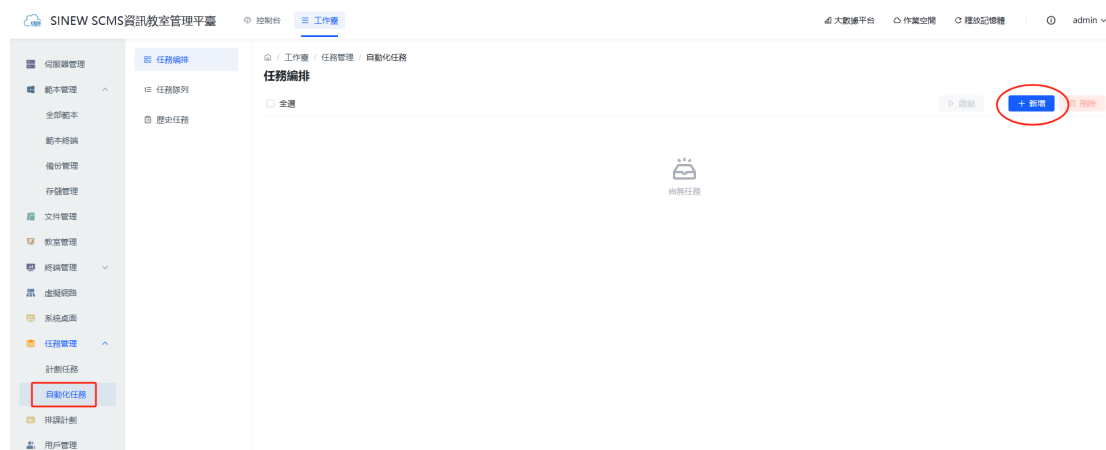 SINEW SCMS資訊教室管理平臺
控制台
工作臺
大數據平台
作業空間
釋放記憶體
admin
伺服器管理
範本管理
全部範本
範本終端
備份管理
存儲管理
文件管理
教室管理
終端管理
虛擬網路
系統桌面
任務管理
計劃任務
自動化任務
排課計劃
用戶管理
任務編排
任務隊列
歷史任務
工作臺 / 任務管理 / 自動化任務
任務編排
全選
啟動
+ 新增
刪除
尚無任務